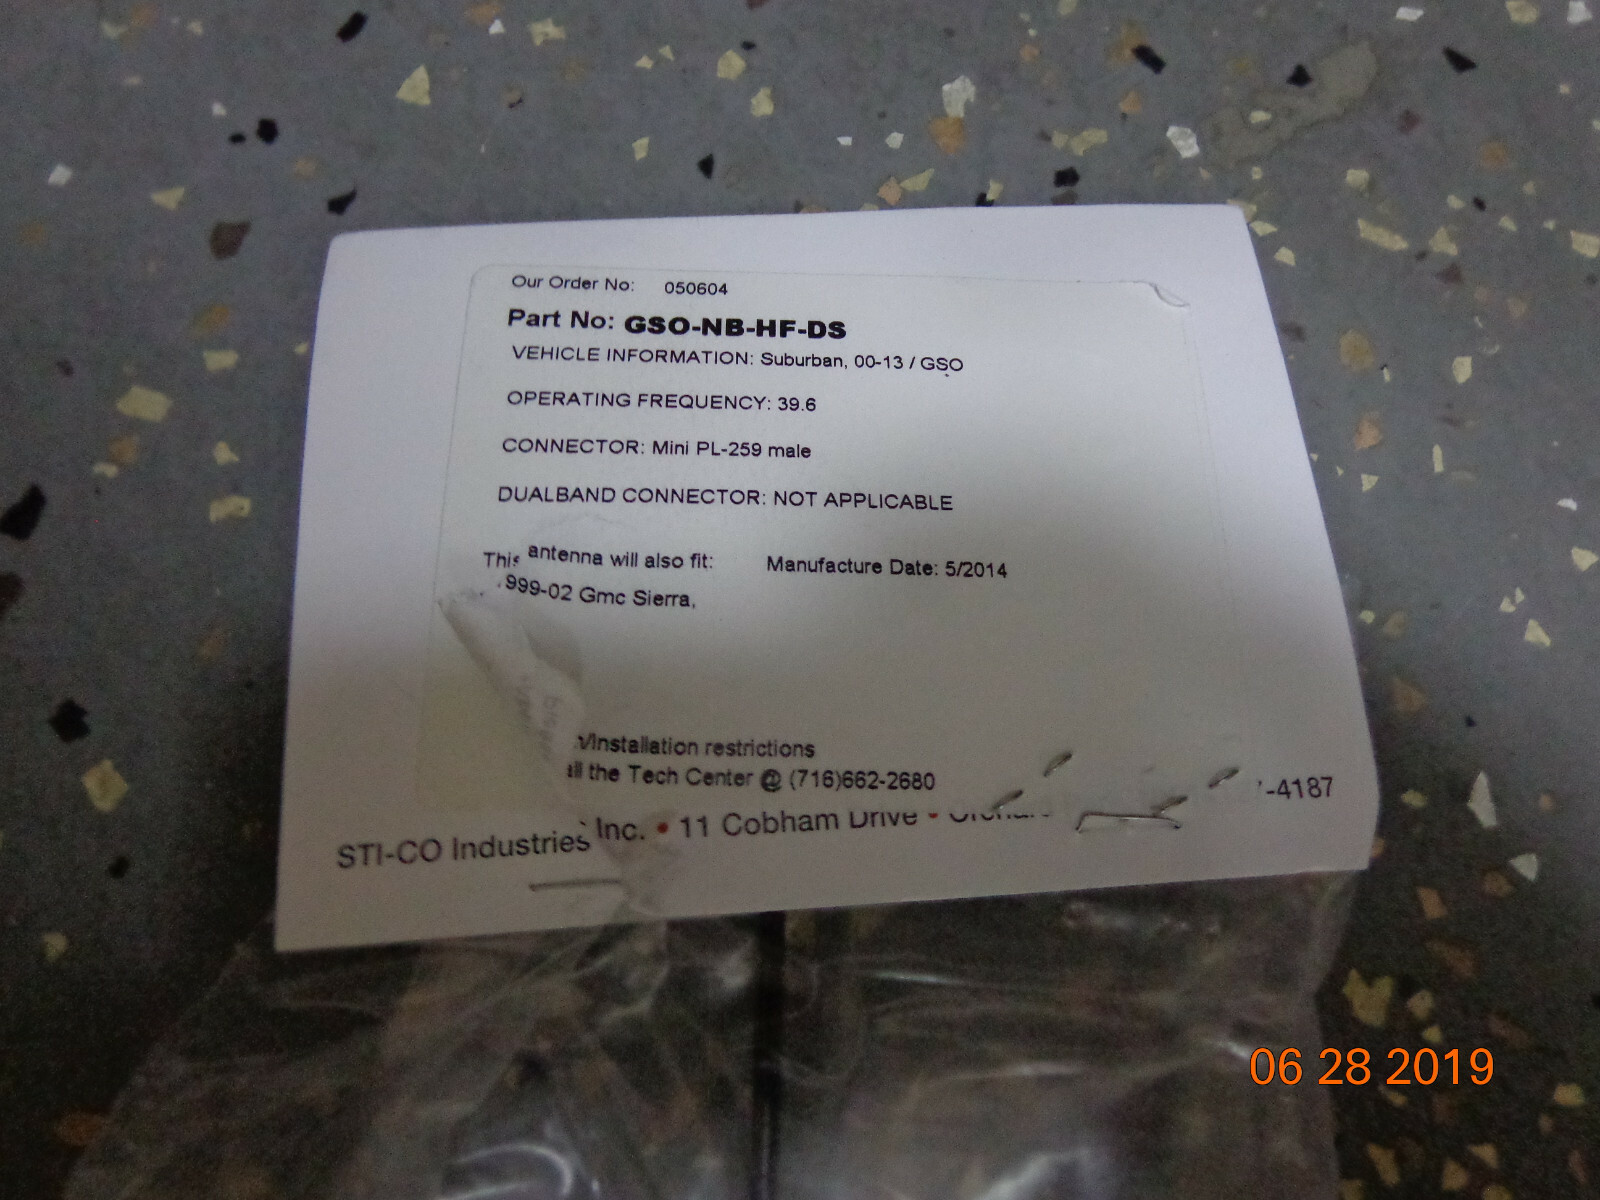 Our Order No: 050604
Part No: GSO-NB-HF-DS
VEHICLE INFORMATION: Suburban, 00-13 / GSO
OPERATING FREQUENCY: 39.6
CONNECTOR: Mini PL-259 male
DUALBAND CONNECTOR: NOT APPLICABLE
This antenna will also fit: Manufacture Date: 5/2014
999-02 Gmc Sierra,
/Installation restrictions
the Tech Center @ (716)662-2680
STI-CO Industries Inc. • 11 Cobham Drive • -4187
06 28 2019